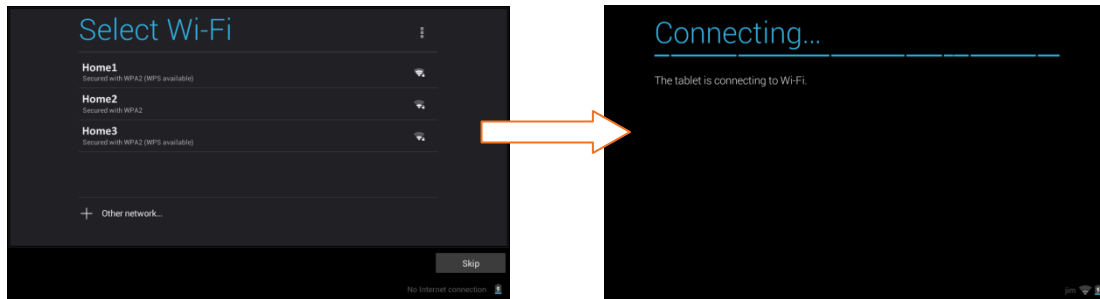 Select Wi-Fi
Home1
Secured with WPA2 (WPS available)
Home2
Secured with WPA2
Home3
Secured with WPA2 (WPS available)
Other network...
Skip
No Internet connection
Connecting...
The tablet is connecting to Wi-Fi.
jim